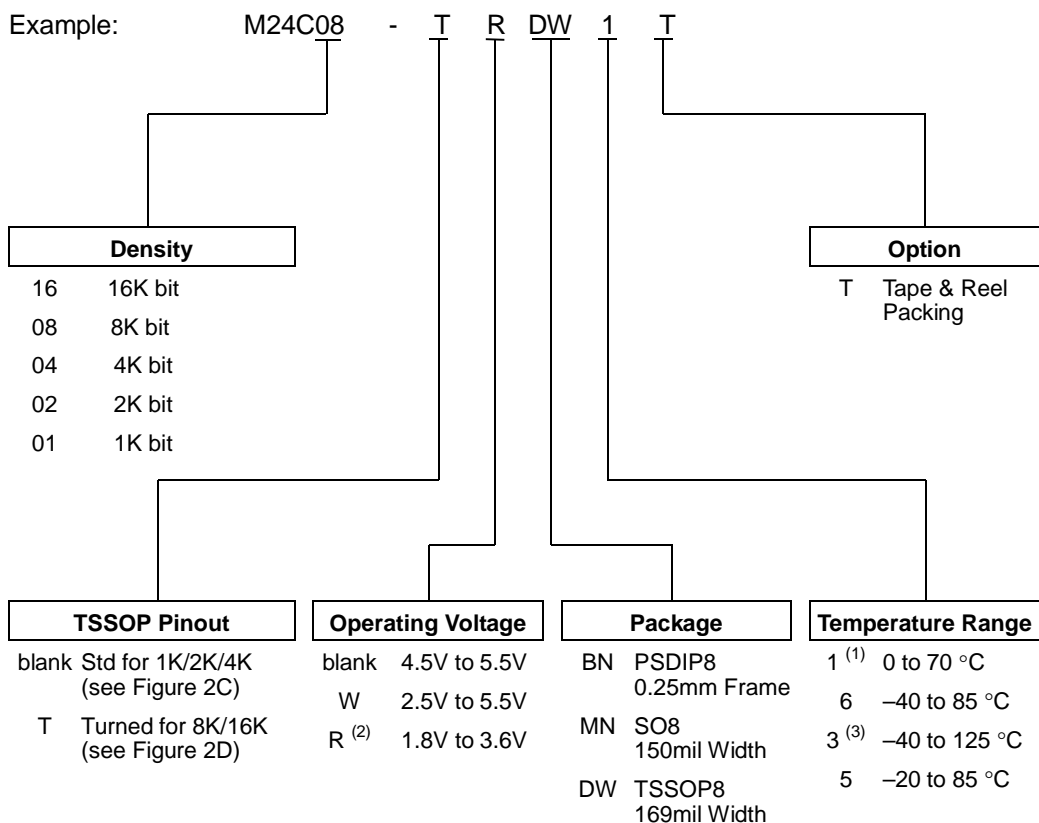 Example: M24C08 - T R DW 1 T
Density
16 16K bit
08 8K bit
04 4K bit
02 2K bit
01 1K bit
Option
T Tape & Reel
Packing
TSSOP Pinout
blank Std for 1K/2K/4K
(see Figure 2C)
T Turned for 8K/16K
(see Figure 2D)
Operating Voltage
blank 4.5V to 5.5V
W 2.5V to 5.5V
R (2) 1.8V to 3.6V
Package
BN PSDIP8
0.25mm Frame
MN SO8
150mil Width
DW TSSOP8
169mil Width
Temperature Range
1 (1) 0 to 70 °C
6 –40 to 85 °C
3 (3) –40 to 125 °C
5 –20 to 85 °C